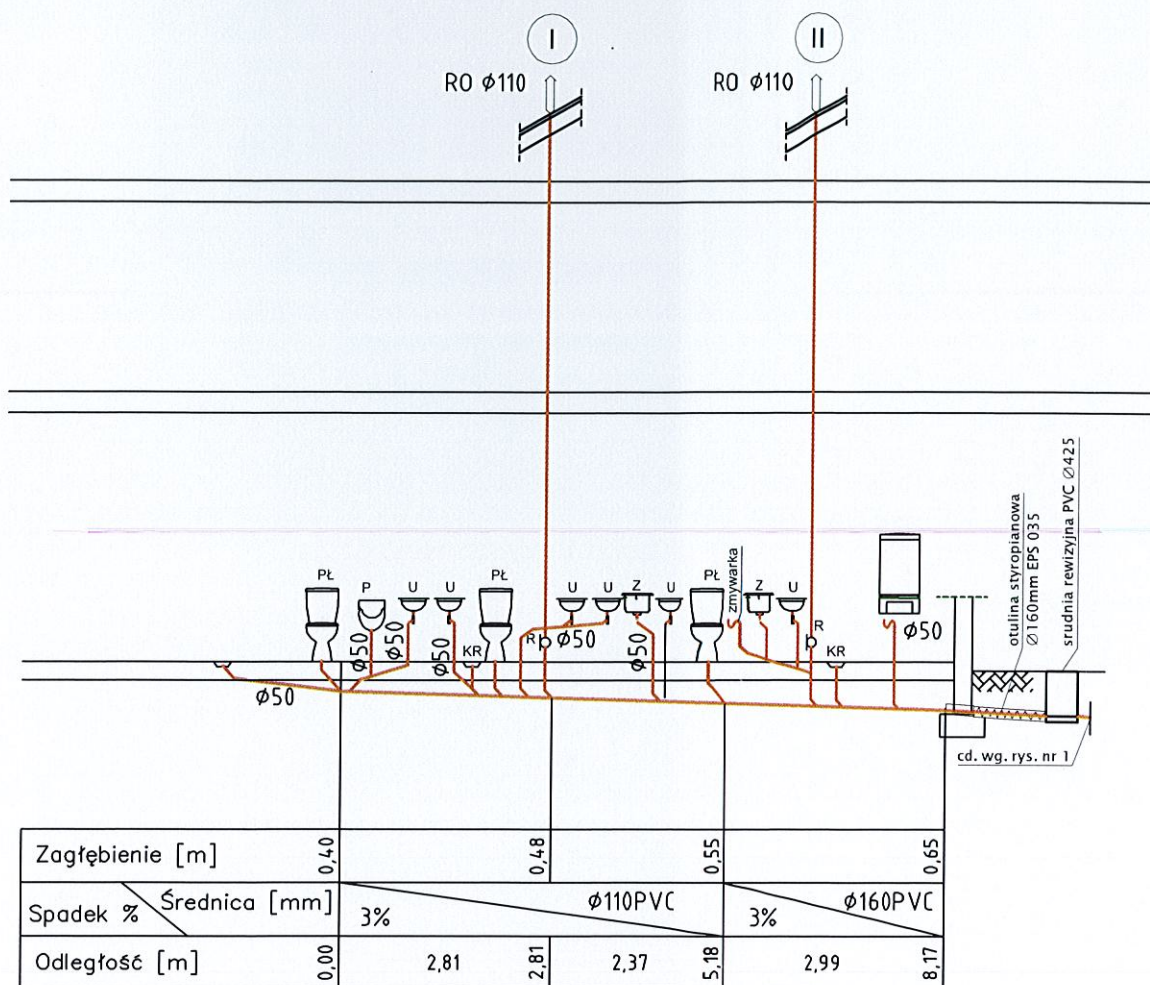 I
II
RO Ø110
RO Ø110
otulina styropianowa
Ø160mm EPS 035
srudnia rewizyjna PVC Ø425
PŁ
P
U
U
PŁ
U
U
Z
U
PŁ
zmywarka
Z
U
Ø50
Ø50
Ø50
KR
R
Ø50
Ø50
R
KR
Ø50
Ø50
cd. wg. rys. nr 1
Zagłębienie [m]
0,40
0,48
0,55
0,65
Spadek %
Średnica [mm]
3%
Ø110PVC
3%
Ø160PVC
Odległość [m]
0,00
2,81
2,81
2,37
5,18
2,99
8,17